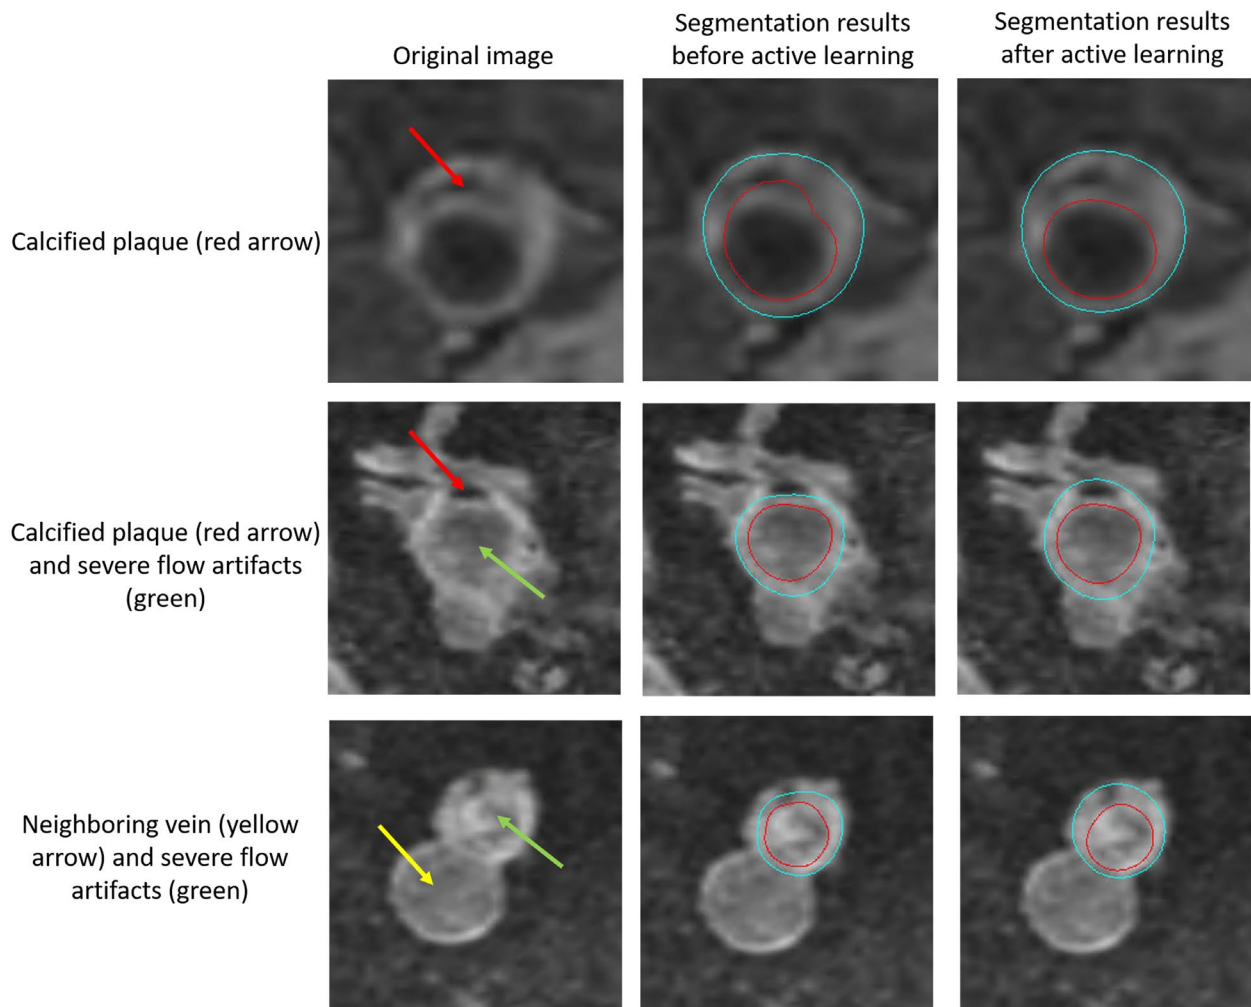 Original image
Segmentation results
before active learning
Segmentation results
after active learning
Calcified plaque (red arrow)
Calcified plaque (red arrow)
and severe flow artifacts
(green)
Neighboring vein (yellow
arrow) and severe flow
artifacts (green)